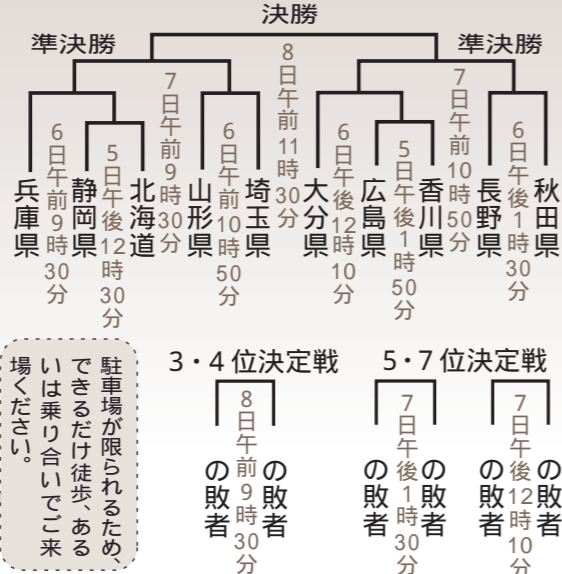 決勝
準決勝
準決勝
8日午前11時30分
7日午前9時30分
7日午前10時50分
6日午前9時30分
5日午後12時30分
6日午前10時50分
6日午後12時10分
5日午後1時50分
6日午後1時30分
兵庫県
静岡県
北海道
山形県
埼玉県
大分県
広島県
香川県
長野県
秋田県
3・4位決定戦
8日午前9時30分
の敗者
の敗者
5・7位決定戦
7日午後1時30分
の敗者
の敗者
7日午後12時10分
の敗者
の敗者
駐車場が限られるため、
できるだけ徒歩、ある
いは乗り合いでご来
場ください。